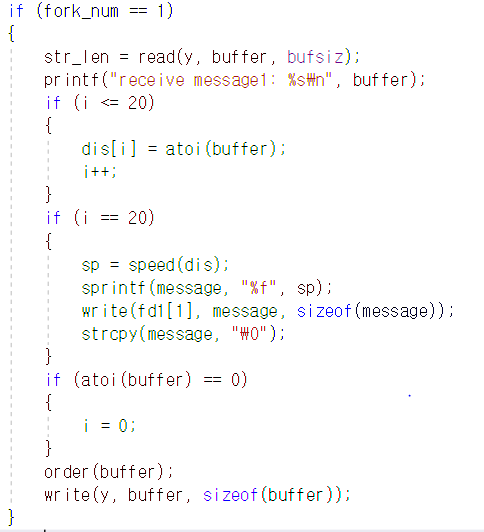 if (fork_num == 1)
{
str_len = read(y, buffer, bufsiz);
printf("receive message1: %s₩n", buffer);
if (i <= 20)
{
dis[i] = atoi(buffer);
i++;
}
if (i == 20)
{
sp = speed(dis);
sprintf(message, "%f", sp);
write(fd1[1], message, sizeof(message));
strcpy(message, "₩0");
}
if (atoi(buffer) == 0)
{
i = 0;
}
order(buffer);
write(y, buffer, sizeof(buffer));
}